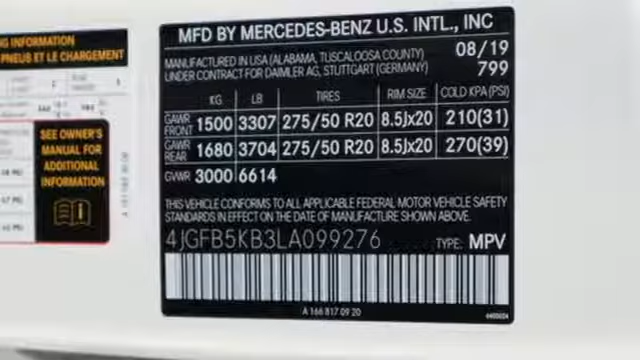 NG INFORMATION
PNEUS ET LE CHARGEMENT
SEE OWNER'S
MANUAL FOR
ADDITIONAL
INFORMATION
MFD BY MERCEDES-BENZ U.S. INTL., INC
MANUFACTURED IN USA (ALABAMA, TUSCALOOSA COUNTY) 08/19
UNDER CONTRACT FOR DAIMLER AG, STUTTGART (GERMANY) 799
KG LB TIRES RIM SIZE COLD KPA (PSI)
GAWR FRONT 1500 3307 275/50 R20 8.5Jx20 210(31)
GAWR REAR 1680 3704 275/50 R20 8.5Jx20 270(39)
GVWR 3000 6614
THIS VEHICLE CONFORMS TO ALL APPLICABLE FEDERAL MOTOR VEHICLE SAFETY
STANDARDS IN EFFECT ON THE DATE OF MANUFACTURE SHOWN ABOVE.
4JGFB5KB3LA099276 TYPE: MPV
A 166 817 09 20